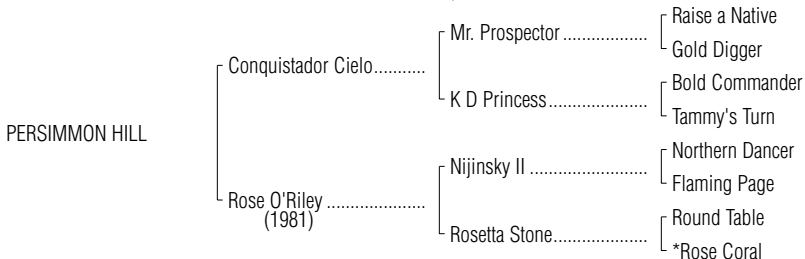 Raise a Native
Mr. Prospector ...................
Gold Digger
Conquistador Cielo...........
Bold Commander
K D Princess......................
Tammy's Turn
PERSIMMON HILL
Northern Dancer
Nijinsky II ..........................
Flaming Page
Rose O'Riley .....................
(1981)
Round Table
Rosetta Stone.....................
*Rose Coral